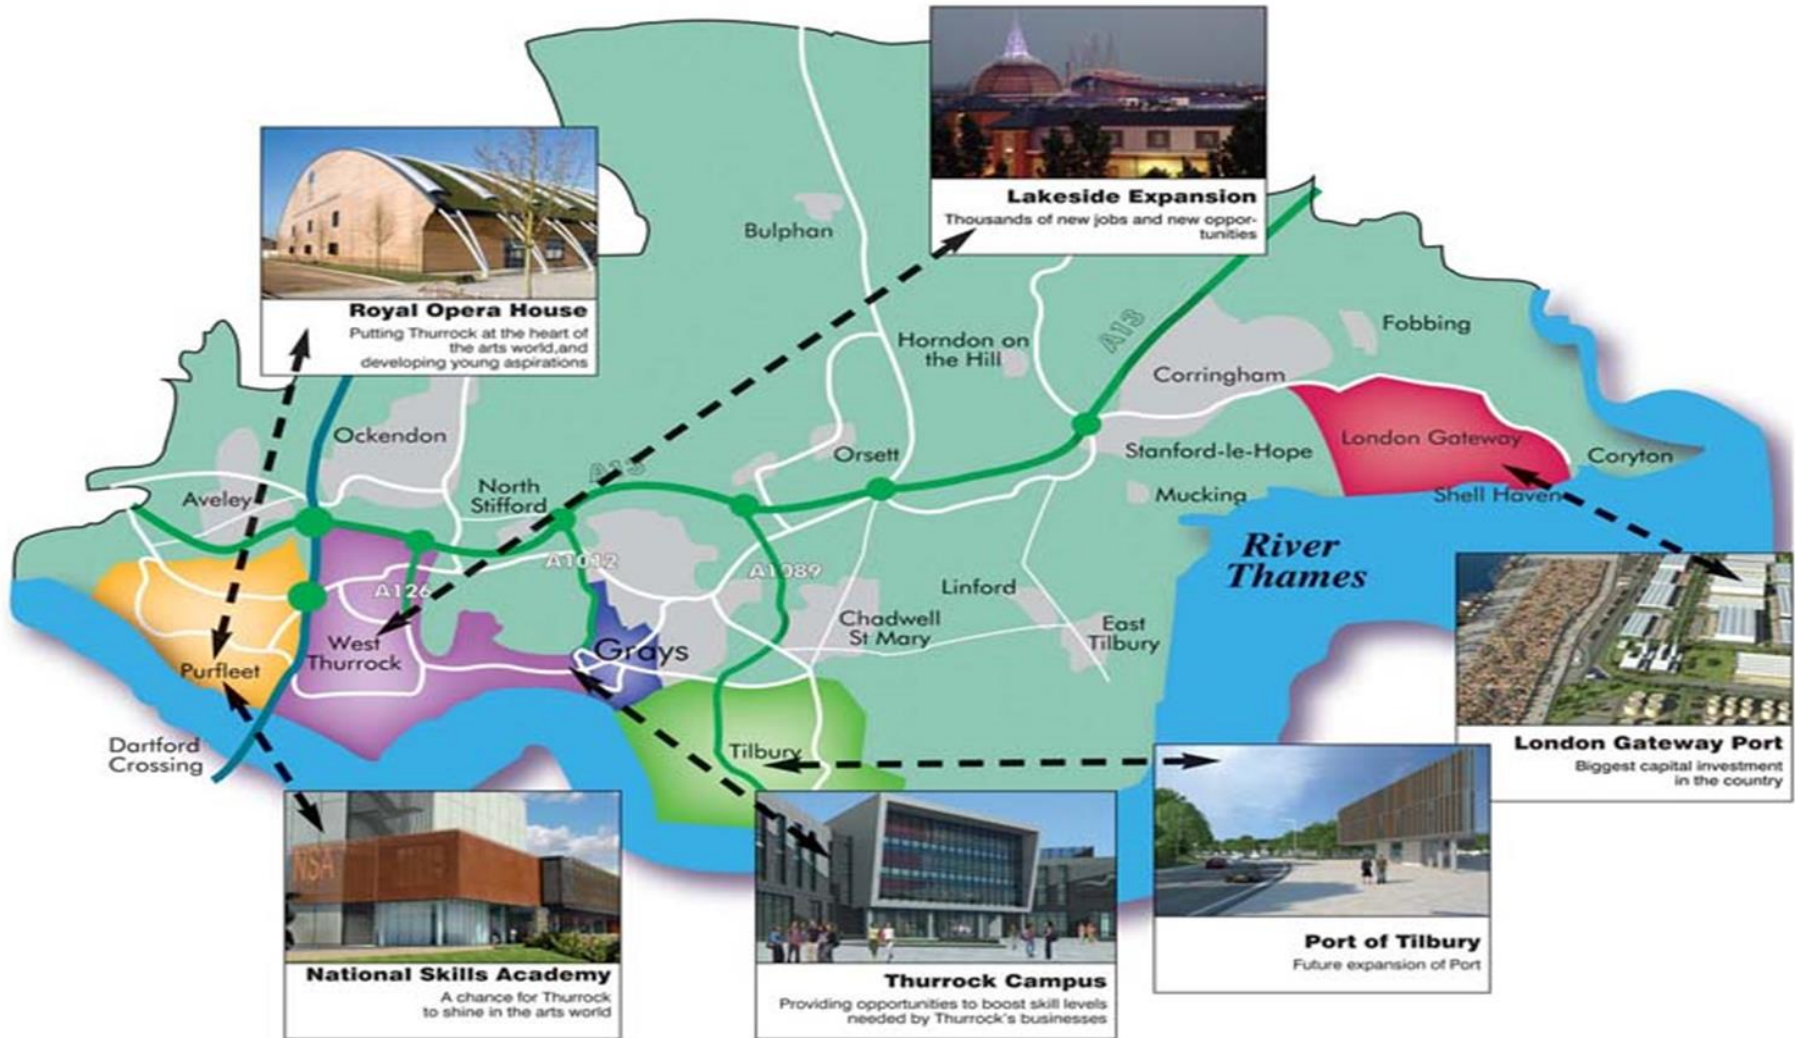 Lakeside Expansion
Thousands of new jobs and new oppor-
tunities
Bulphan
Royal Opera House
Putting Thurrock at the heart of
the arts world,and
developing young aspirations
Horndon on
the Hill
A13
Fobbing
Corringham
Ockendon
London Gateway
Orsett
Stanford-le-Hope
Coryton
A13
North
Stifford
Aveley
Mucking
Shell Haven
River
Thames
A1012
A1089
A126
Linford
Chadwell
St Mary
East
Tilbury
West
Thurrock
Grays
Purfleet
Dartford
Crossing
Tilbury
London Gateway Port
Biggest capital investment
in the country
NSA
National Skills Academy
A chance for Thurrock
to shine in the arts world
Thurrock Campus
Providing opportunities to boost skill levels
needed by Thurrock's businesses
Port of Tilbury
Future expansion of Port